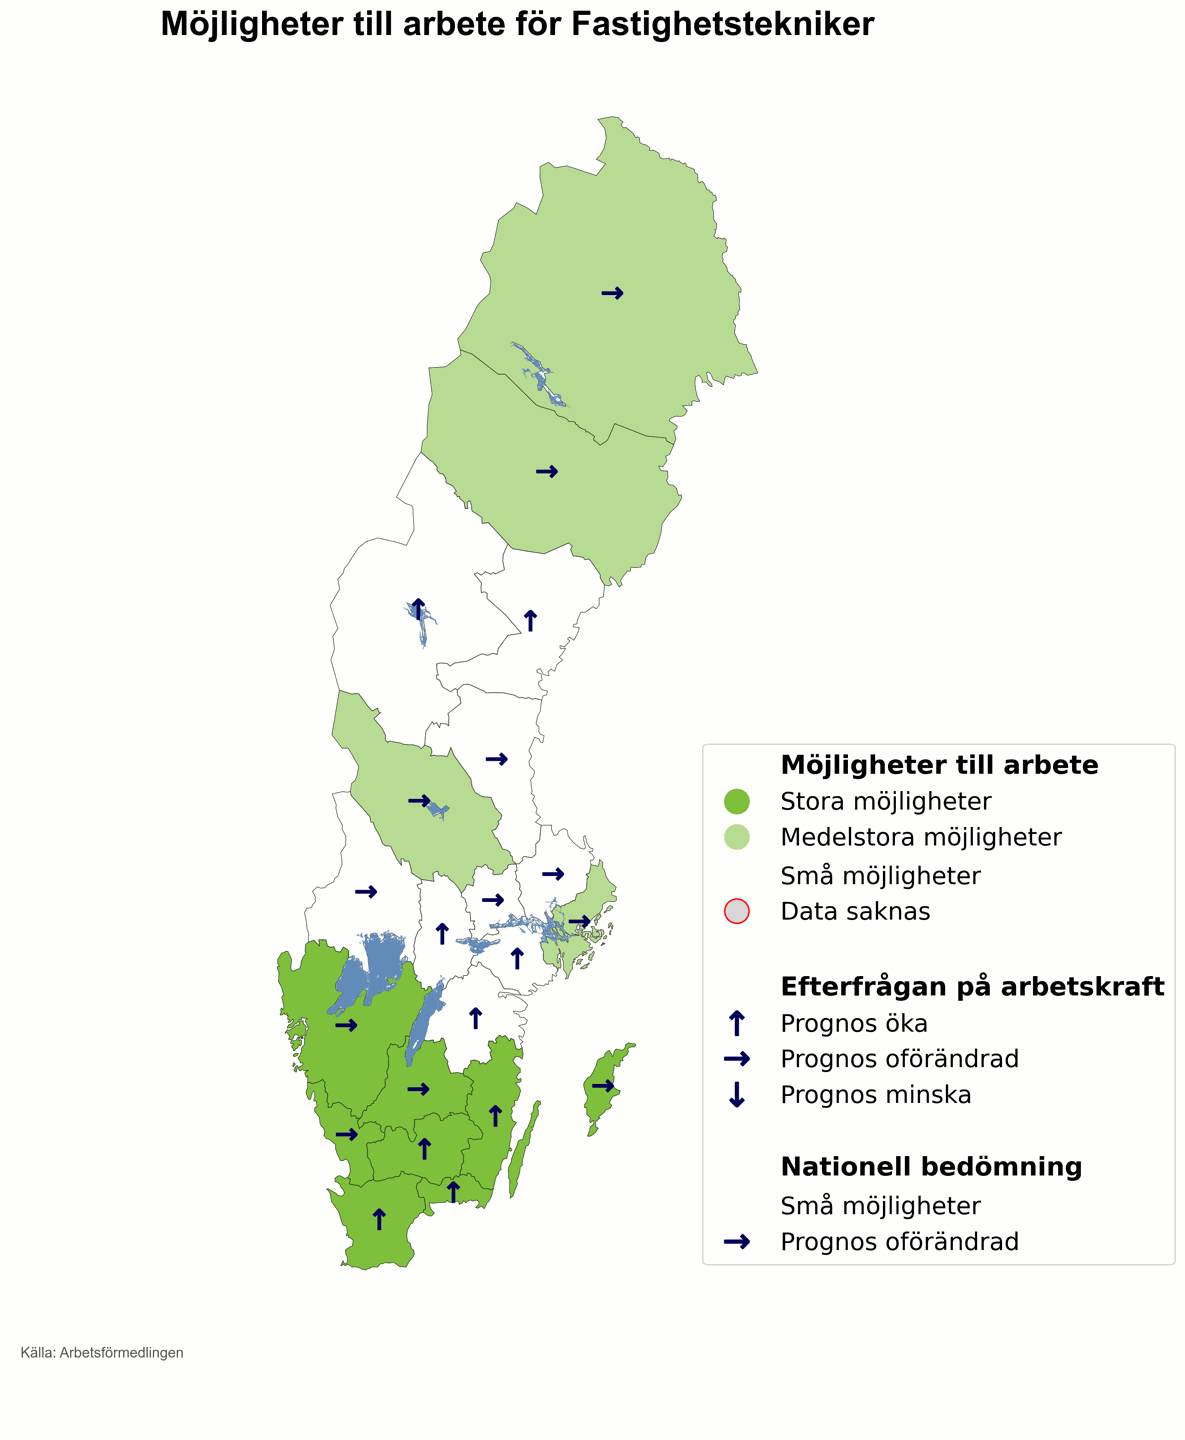 Möjligheter till arbete för Fastighetstekniker
Möjligheter till arbete
Stora möjligheter
Medelstora möjligheter
Små möjligheter
Data saknas
Efterfrågan på arbetskraft
Prognos öka
Prognos oförändrad
Prognos minska
Nationell bedömning
Små möjligheter
Prognos oförändrad
Källa: Arbetsförmedlingen